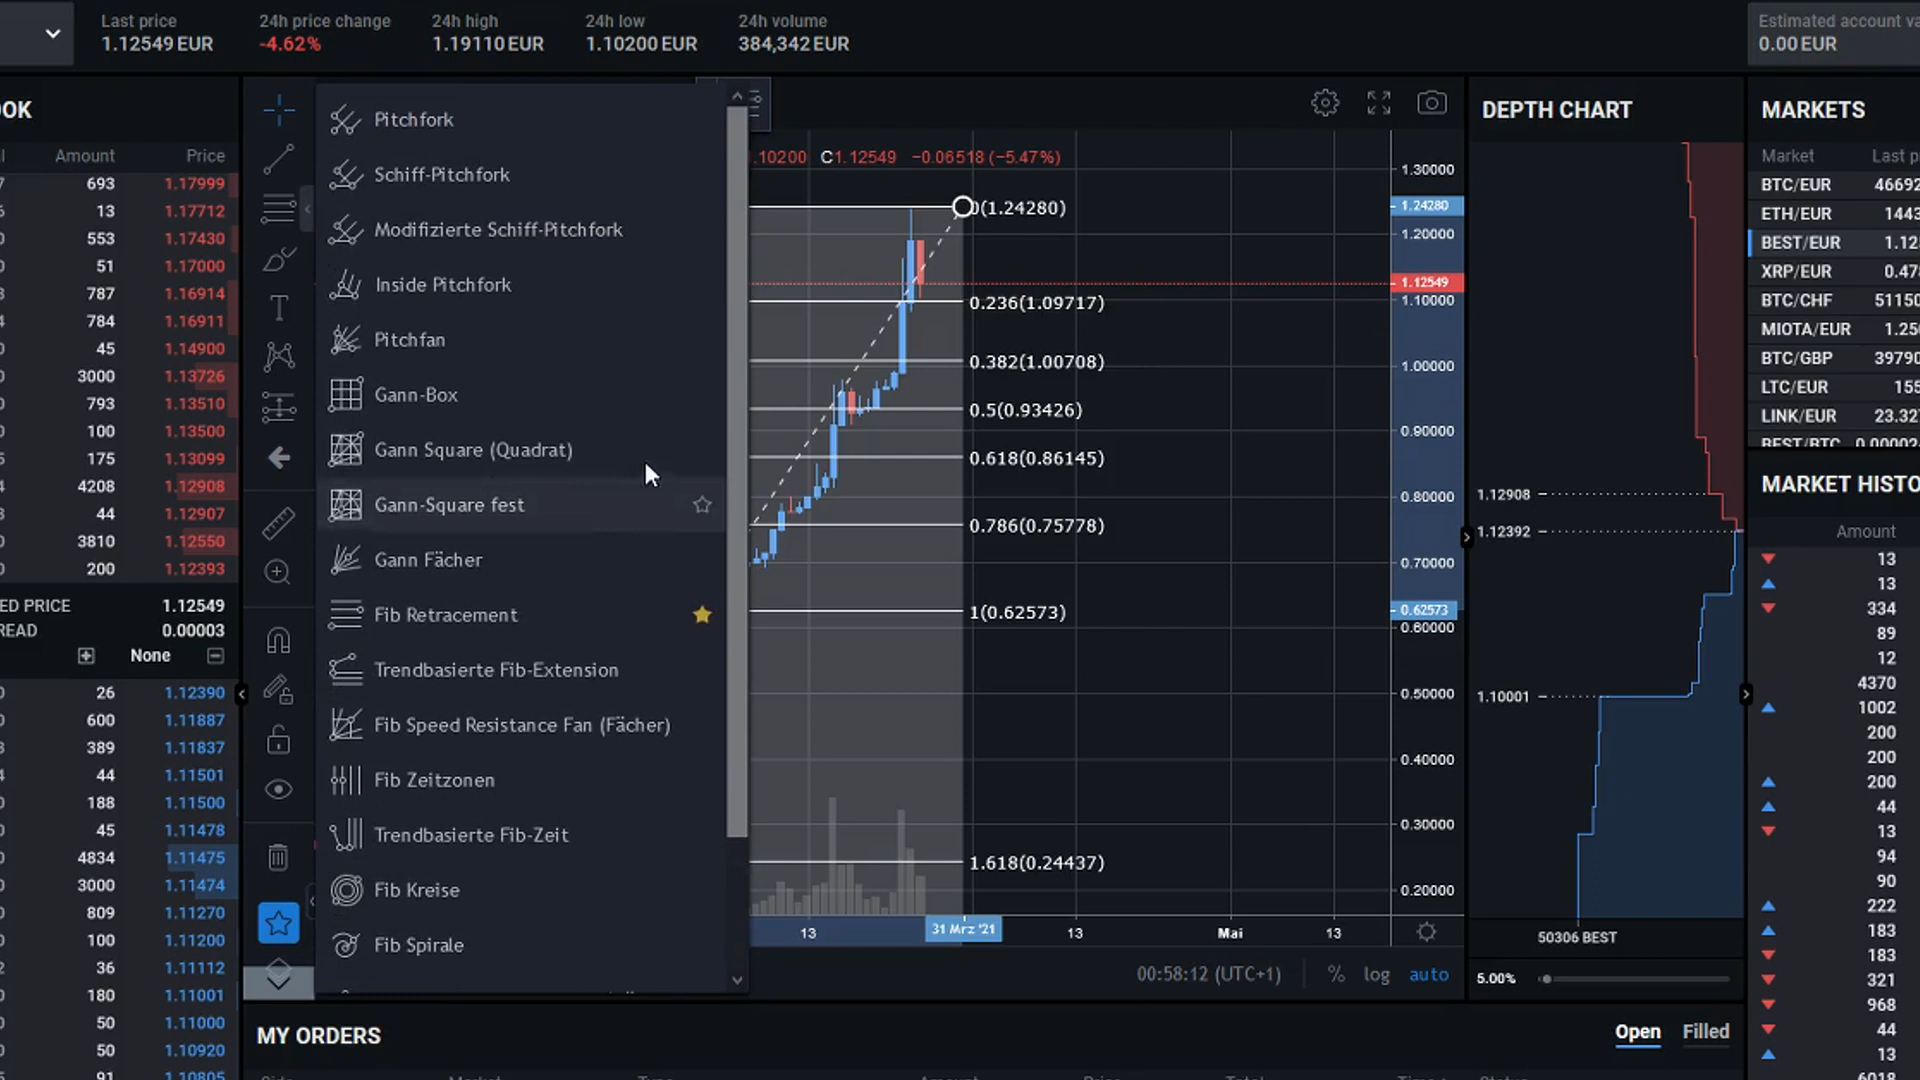 Last price
1.12549 EUR
24h price change
-4.62%
24h high
1.19110 EUR
24h low
1.10200 EUR
24h volume
384,342 EUR
Estimated account
0.00 EUR
Amount Price
693 1.17999
13 1.17712
553 1.17430
51 1.17000
787 1.16914
784 1.16911
45 1.14900
3000 1.13726
793 1.13510
100 1.13500
175 1.13099
4208 1.12908
44 1.12907
3810 1.12550
200 1.12393
PRICE 1.12549
0.00003
None
26 1.12390
600 1.11887
389 1.11837
44 1.11501
188 1.11500
45 1.11478
4834 1.11475
3000 1.11474
809 1.11270
100 1.11200
36 1.11112
180 1.11001
50 1.11000
50 1.10920
91 1.10805
Pitchfork
Schiff-Pitchfork
Modifizierte Schiff-Pitchfork
Inside Pitchfork
Pitchfan
Gann-Box
Gann Square (Quadrat)
Gann-Square fest
Gann Fächer
Fib Retracement
Trendbasierte Fib-Extension
Fib Speed Resistance Fan (Fächer)
Fib Zeitzonen
Trendbasierte Fib-Zeit
Fib Kreise
Fib Spirale
.10200 C1.12549 −0.06518 (−5.47%)
0(1.24280)
0.236(1.09717)
0.382(1.00708)
0.5(0.93426)
0.618(0.86145)
0.786(0.75778)
1(0.62573)
1.618(0.24437)
1.30000
1.24280
1.20000
1.12549
1.10000
1.00000
0.90000
0.80000
0.70000
0.62573
0.60000
0.50000
0.40000
0.30000
0.20000
13 31 Mrz '21 13 Mai 13
00:58:12 (UTC+1) % log auto
DEPTH CHART
1.12908
1.12392
1.10001
50306 BEST
5.00%
MARKETS
Market Last
BTC/EUR 46692
ETH/EUR
BEST/EUR
XRP/EUR
BTC/CHF
MIOTA/EUR
BTC/GBP
LTC/EUR
LINK/EUR
BEST/BTC
MARKET
Amount
13
13
334
89
12
4370
1002
200
200
200
44
13
94
90
222
183
183
321
968
44
13
MY ORDERS
Open Filled